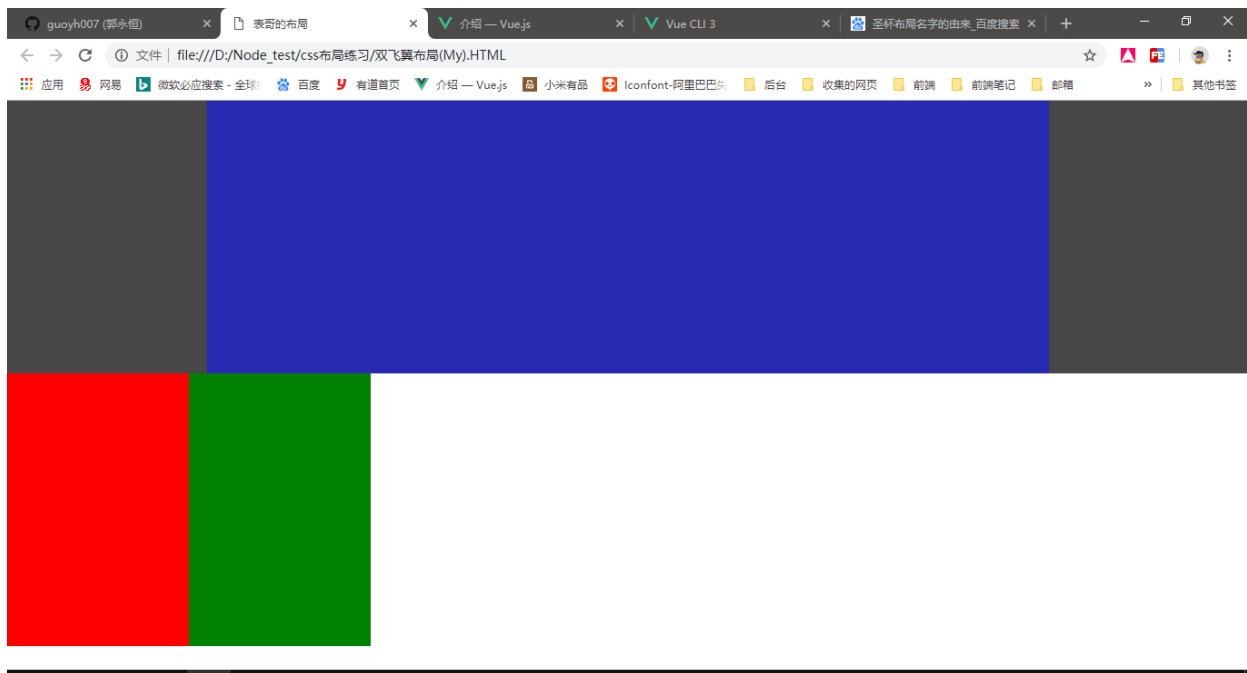 guoyh007 (郭永恒) 表哥的布局 介绍 — Vue.js Vue CLI 3 圣杯布局名字的由来_百度搜索
文件 file:///D:/Node_test/css布局练习/双飞翼布局(My).HTML
应用 网易 微软必应搜索 - 全球 百度 有道首页 介绍 — Vue.js 小米有品 Iconfont-阿里巴巴矢 后台 收集的网页 前端 前端笔记 邮箱 » 其他书签